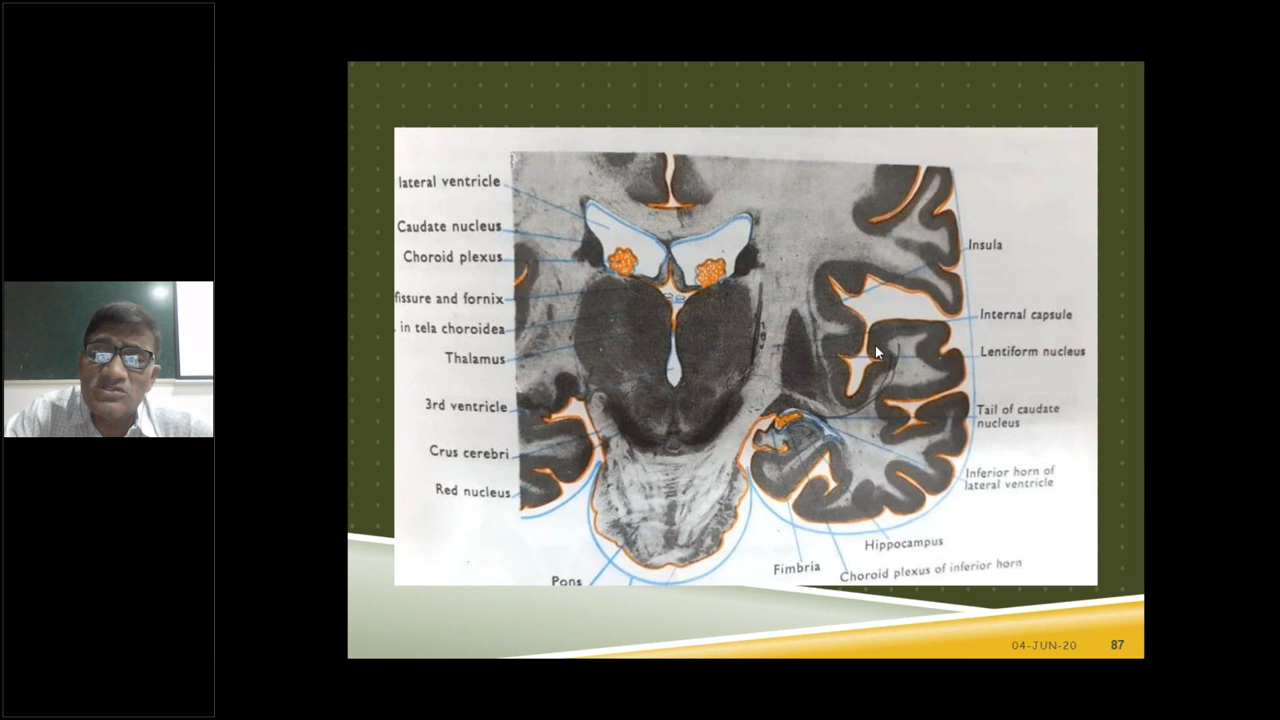 lateral ventricle
Caudate nucleus
Choroid plexus
fissure and fornix
in tela choroidea
Thalamus
3rd ventricle
Crus cerebri
Red nucleus
Pons
Insula
Internal capsule
Lentiform nucleus
Tail of caudate
nucleus
Inferior horn of
lateral ventricle
Hippocampus
Choroid plexus of inferior horn
Fimbria
04-JUN-20
87